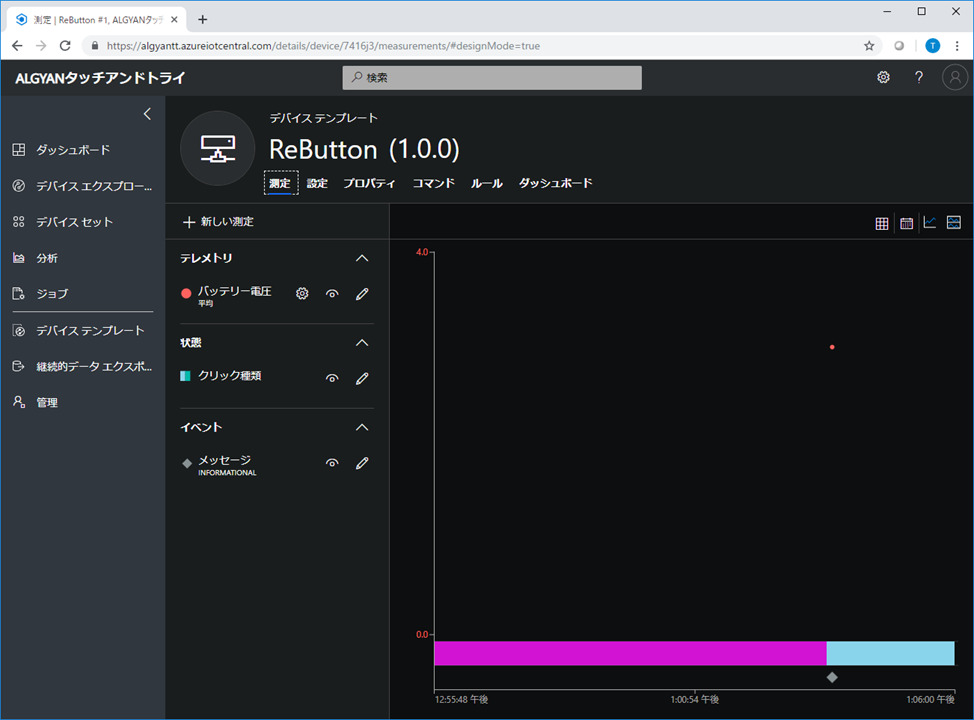 測定 | ReButton #1, ALGYANタッチ
https://algyantt.azureiotcentral.com/details/device/7416j3/measurements/#designMode=true
T
ALGYANタッチアンドトライ
検索
?
ダッシュボード
デバイス エクスプロー...
デバイス セット
分析
ジョブ
デバイス テンプレート
継続的データ エクスポ...
管理
デバイス テンプレート
ReButton (1.0.0)
測定 設定 プロパティ コマンド ルール ダッシュボード
新しい測定
テレメトリ
バッテリー電圧
平均
状態
クリック種類
イベント
メッセージ
INFORMATIONAL
4.0
0.0
12:55:48 午後
1:00:54 午後
1:06:00 午後